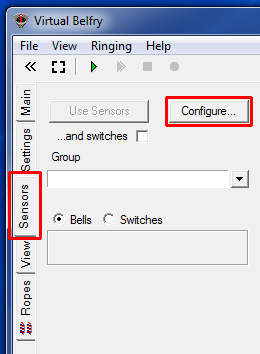 Virtual Belfry
File View Ringing Help
Main
Settings
Sensors
View
Ropes
Use Sensors Configure...
...and switches
Group
Bells Switches